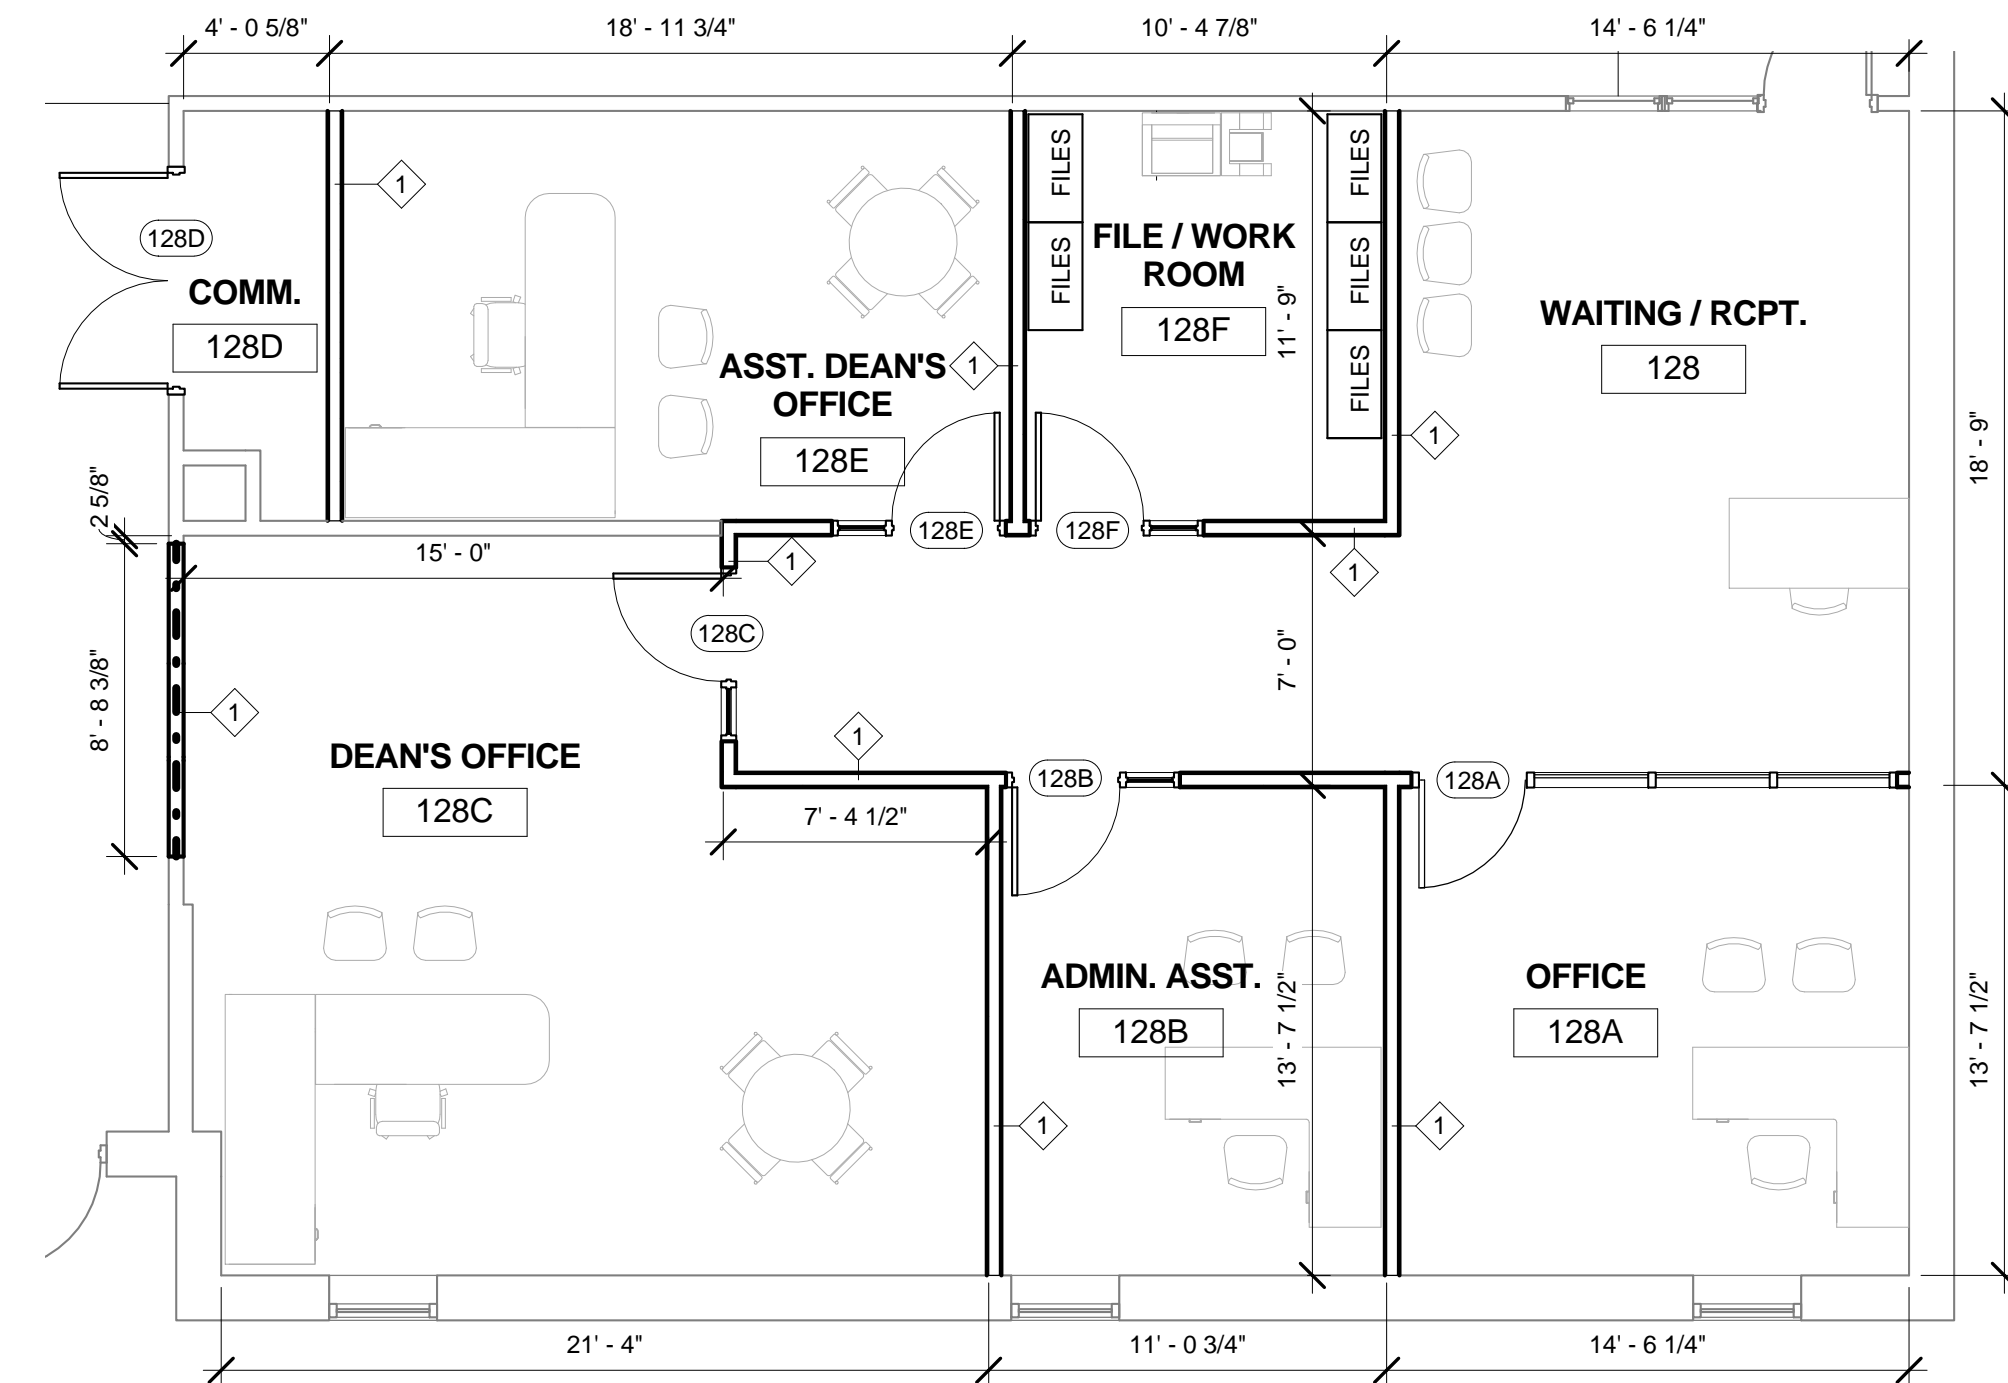 4' - 0 5/8"
18' - 11 3/4"
10' - 4 7/8"
14' - 6 1/4"
FILES
FILES
1
128D
FILE / WORK
ROOM
FILES
FILES
COMM.
128D
128F
11' - 9"
WAITING / RCPT.
128
ASST. DEAN'S
OFFICE
1
FILES
128E
1
18' - 9"
2 5/8"
15' - 0"
128E
128F
1
1
128C
7' - 0"
8' - 8 3/8"
1
DEAN'S OFFICE
128C
1
128B
128A
7' - 4 1/2"
ADMIN. ASST.
128B
13' - 7 1/2"
OFFICE
128A
13' - 7 1/2"
1
1
21' - 4"
11' - 0 3/4"
14' - 6 1/4"